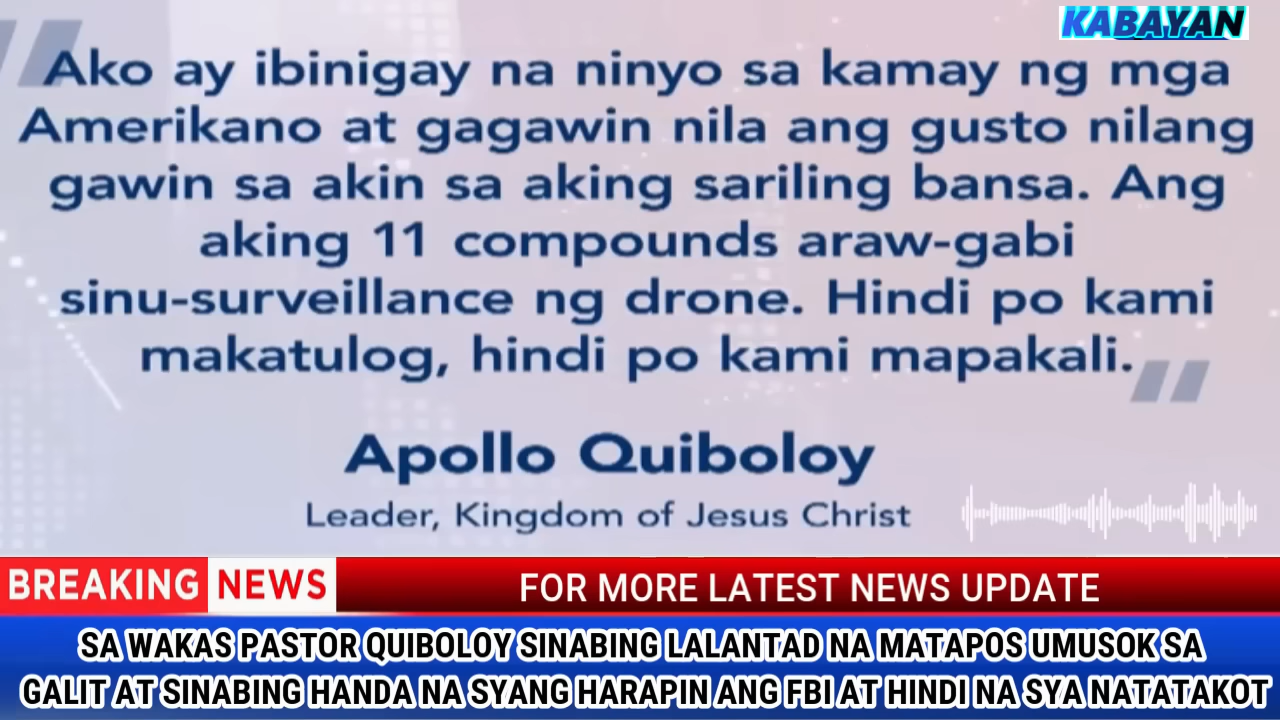 KABAYAN
"Ako ay ibinigay na ninyo sa kamay ng mga
Amerikano at gagawin nila ang gusto nilang
gawin sa akin sa aking sariling bansa. Ang
aking 11 compounds araw-gabi
sinu-surveillance ng drone. Hindi po kami
makatulog, hindi po kami mapakali."
Apollo Quiboloy
Leader, Kingdom of Jesus Christ
BREAKING NEWS FOR MORE LATEST NEWS UPDATE
SA WAKAS PASTOR QUIBOLOY SINABING LALANTAD NA MATAPOS UMUSOK SA
GALIT AT SINABING HANDA NA SYANG HARAPIN ANG FBI AT HINDI NA SYA NATATAKOT